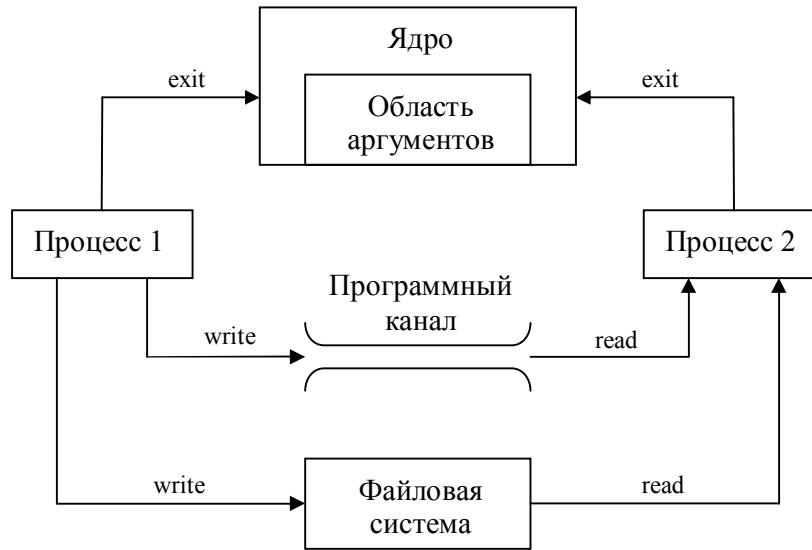 Ядро
exit
Область
аргументов
exit
Процесс 1
Процесс 2
Программный
канал
write
read
write
Файловая
система
read